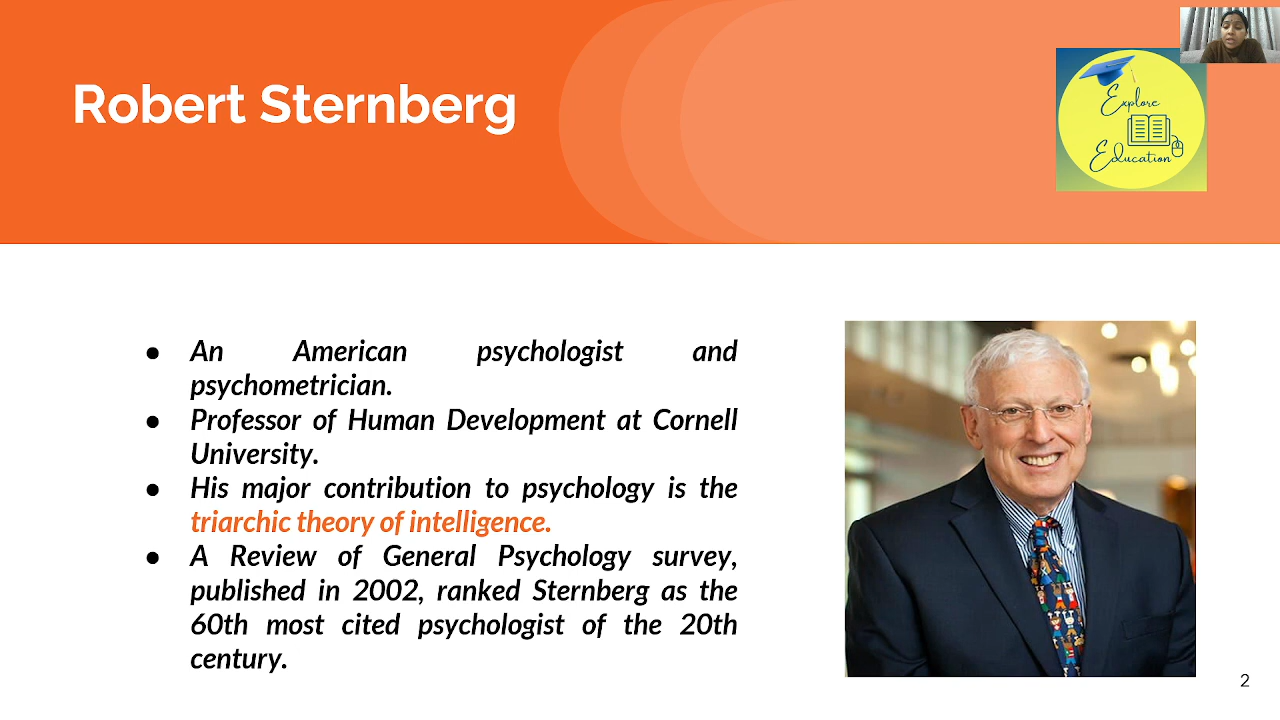 Robert Sternberg
Explore
Education
● An American psychologist and
psychometrician.
● Professor of Human Development at Cornell
University.
● His major contribution to psychology is the
triarchic theory of intelligence.
● A Review of General Psychology survey,
published in 2002, ranked Sternberg as the
60th most cited psychologist of the 20th
century.
2